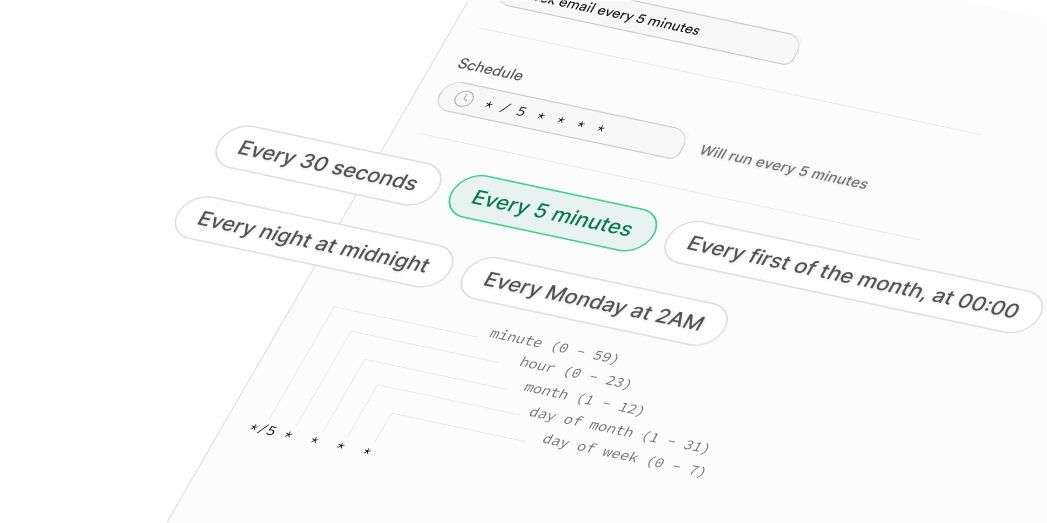 email every 5 minutes
Schedule
* / 5 * * * *
Will run every 5 minutes
Every 30 seconds
Every 5 minutes
Every first of the month, at 00:00
Every night at midnight
Every Monday at 2AM
minute (0 – 59)
hour (0 – 23)
month (1 – 12)
day of month (1 – 31)
day of week (0 – 7)
*/5 * * * *